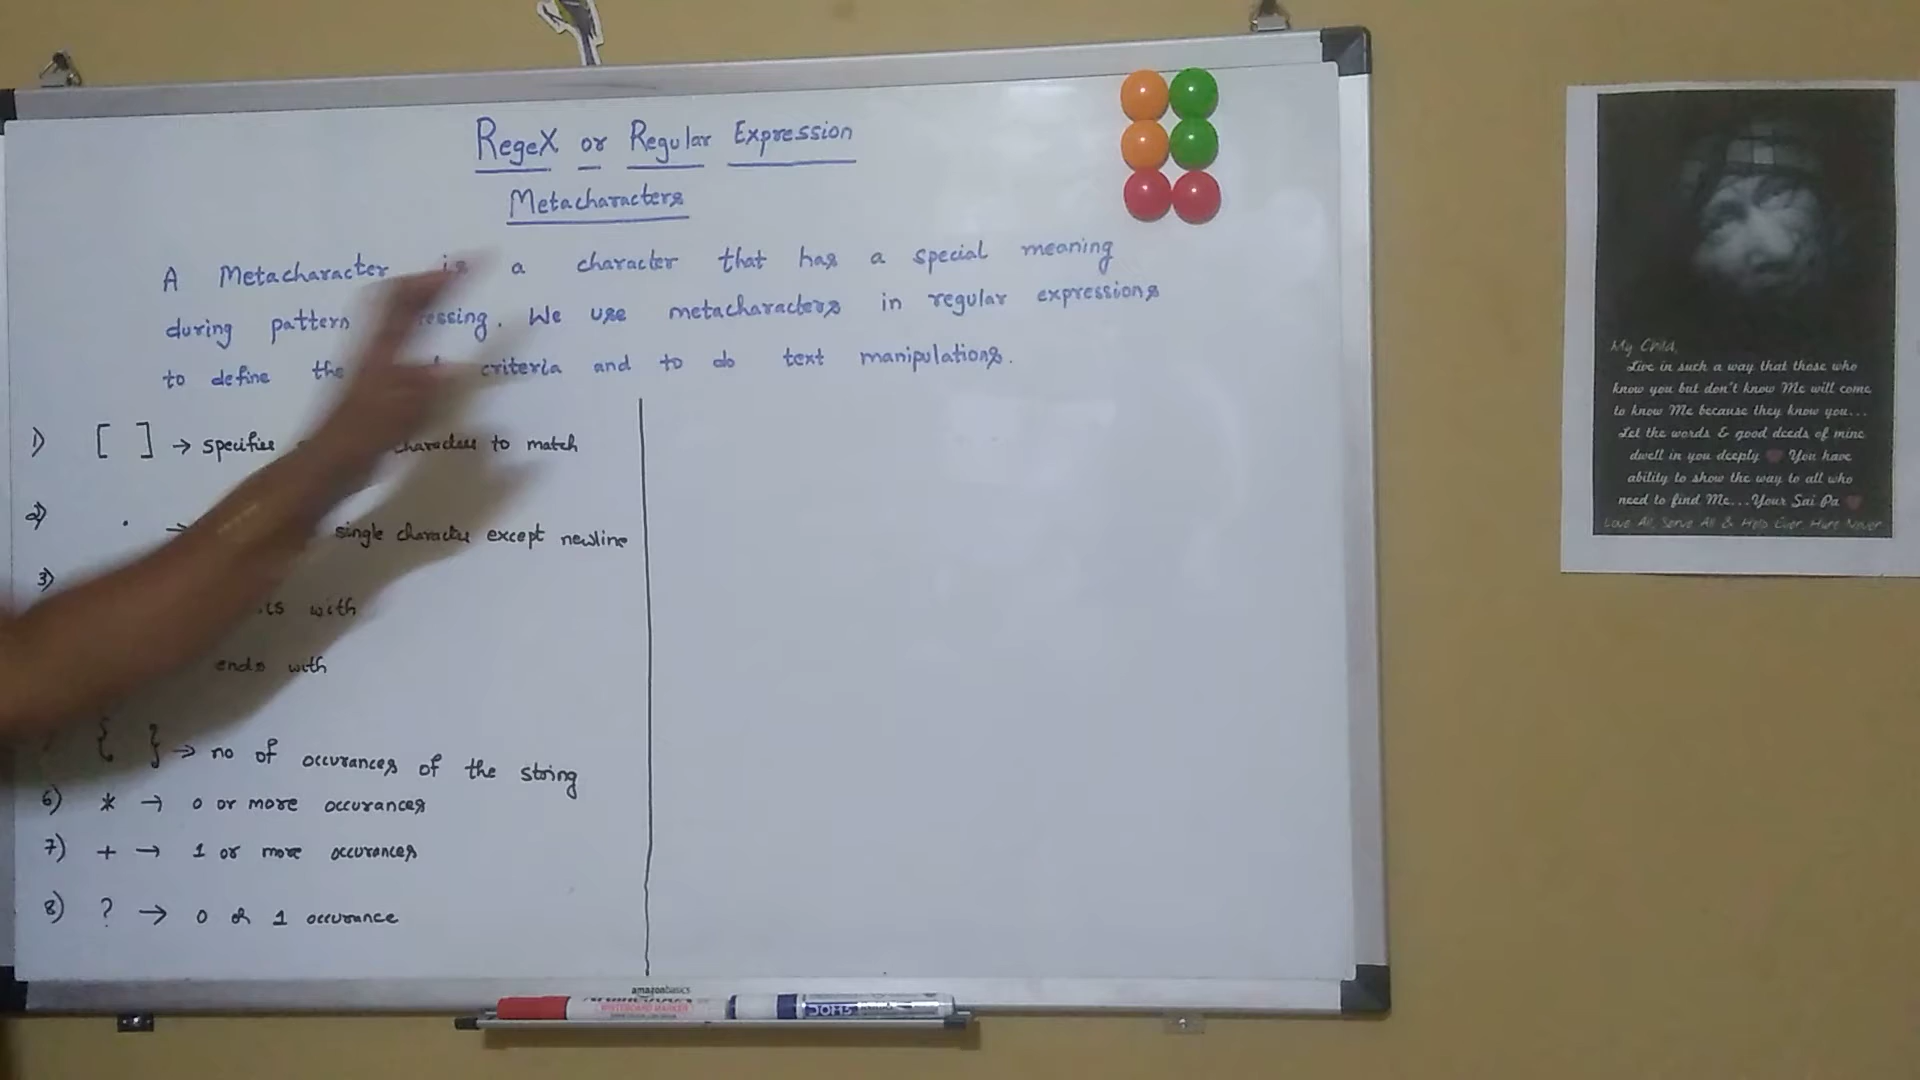 RegeX or Regular Expression
Metacharacters
A Metacharacter is a character that has a special meaning
during pattern essing. We use metacharacters in regular expressions
to define the criteria and to do text manipulations.
1) [ ] → specifies characters to match
2) . → single character except newline
3) ts with
ends with
{ } → no of occurances of the string
6) * → 0 or more occurances
7) + → 1 or more occurances
8) ? → 0 or 1 occurance
amazonbasics
DOMS
My Child,
Live in such a way that those who
know you but don't know Me will come
to know Me because they know you...
Let the words & good deeds of mine
dwell in you deeply You have
ability to show the way to all who
need to find Me...Your Sai Pa
Love All, Serve All & Help Ever, Hurt Never